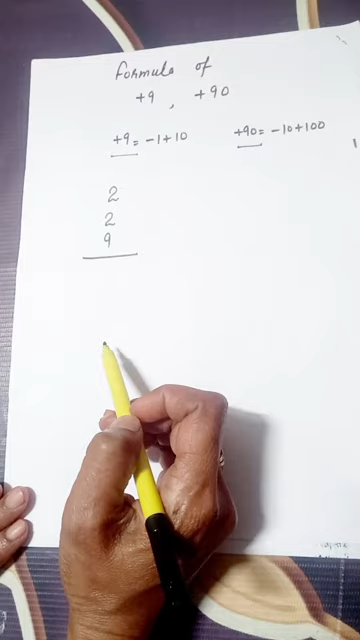 Formula of
+9 , +90
+9 = -1+10 +90 = -10+100
2
2
9